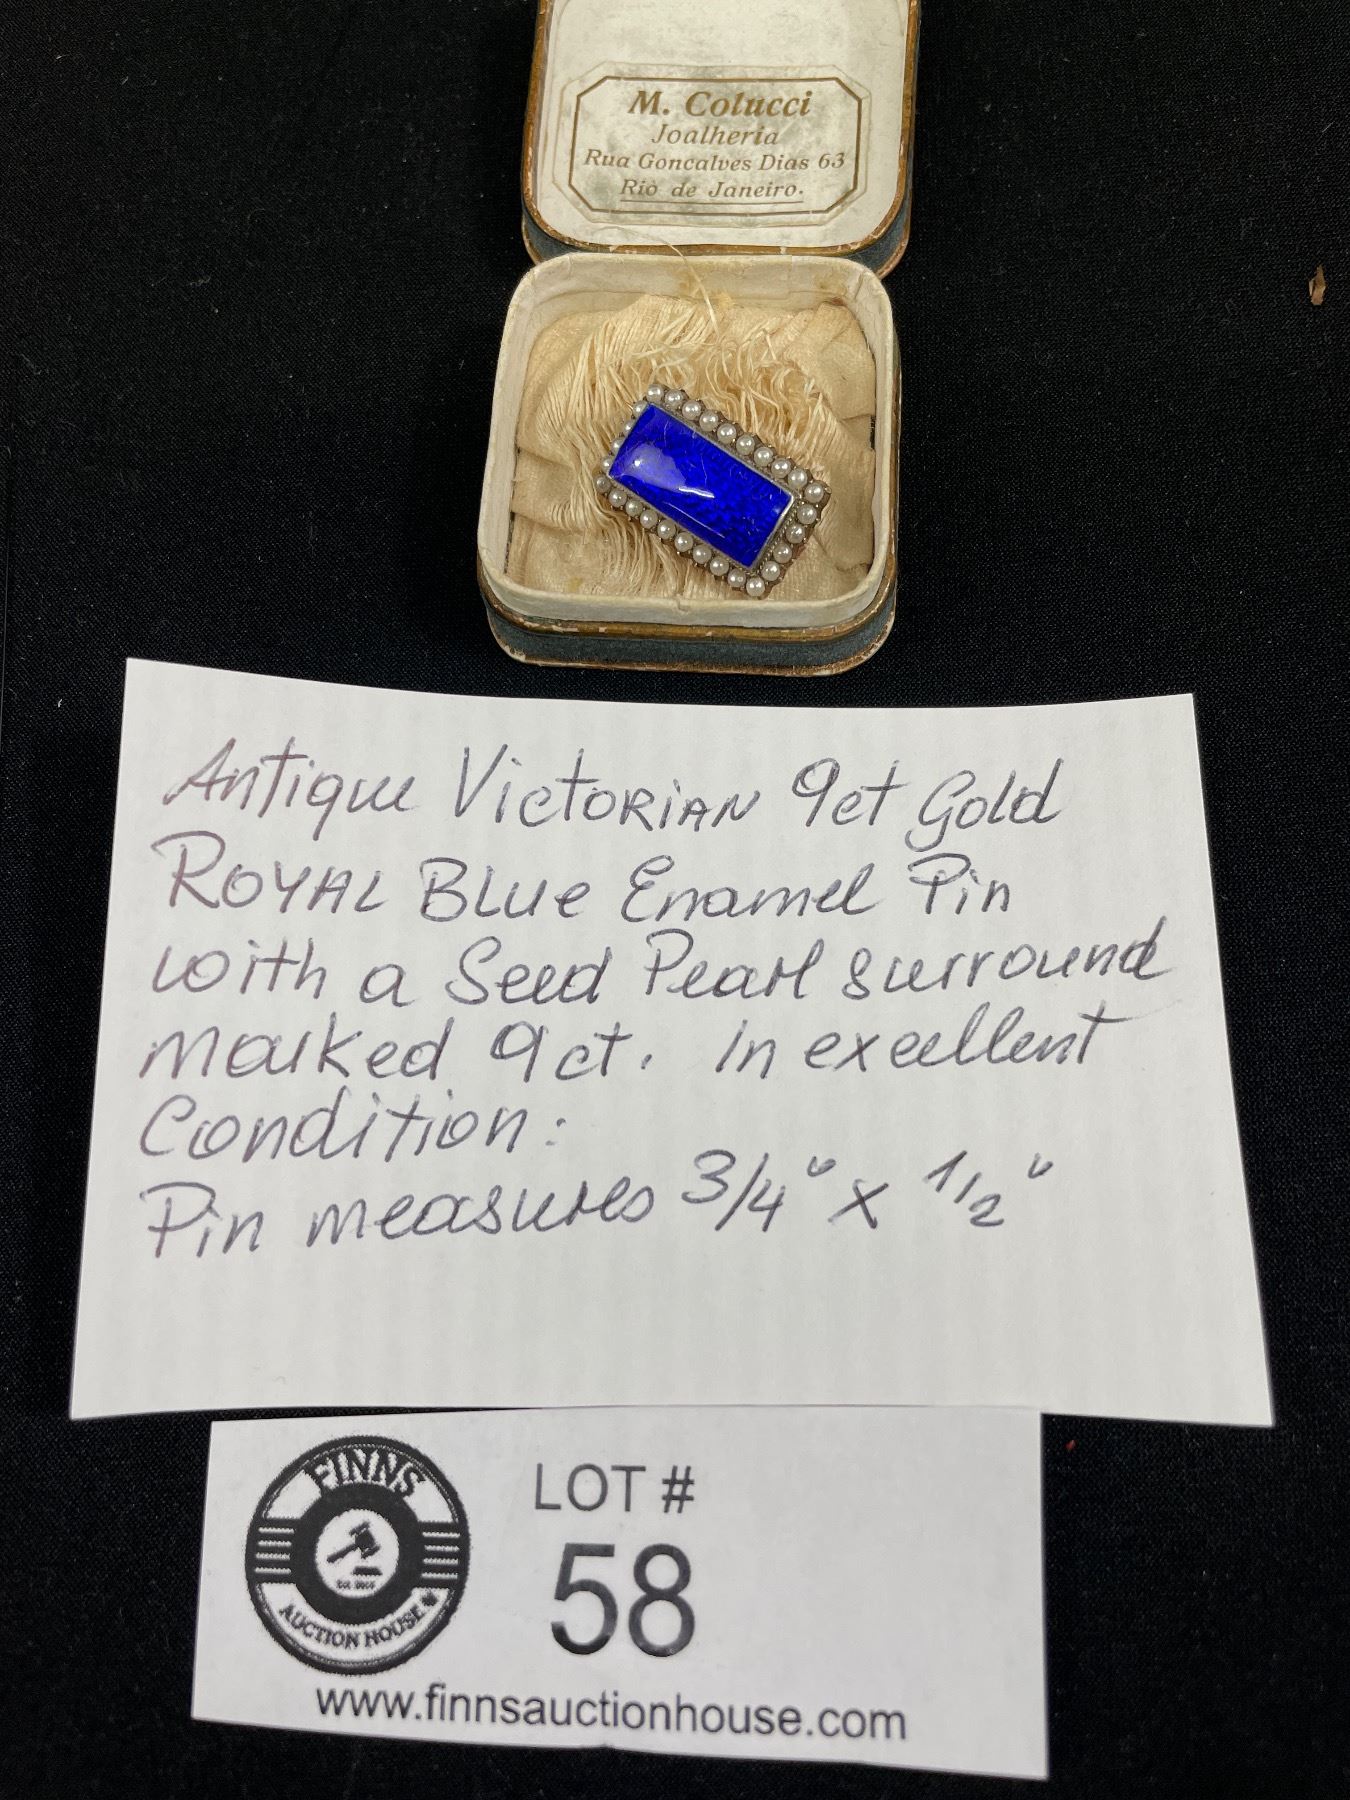 M. Colucci
Joalheria
Rua Goncalves Dias 63
Rio de Janeiro.
Antique Victorian 9ct Gold
Royal Blue Enamel Pin
with a Seed Pearl surround
marked 9ct. In excellent
Condition:
Pin measures 3/4" x 1/2"
FINNS
AUCTION HOUSE
LOT #
58
www.finnsauctionhouse.com